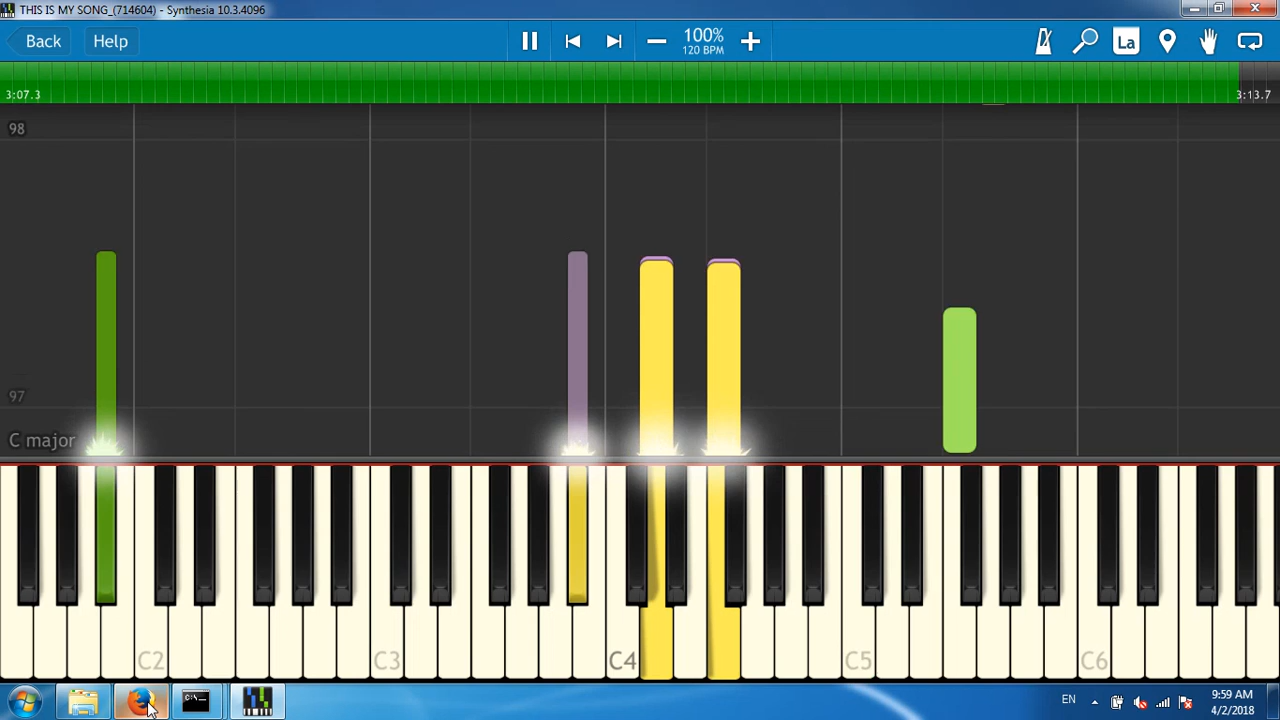 THIS IS MY SONG_(714604) - Synthesia 10.3.4096
Back
Help
100%
120 BPM
La
3:07.3
3:13.7
98
97
C major
C2
C3
C4
C5
C6
C:\.
EN
9:59 AM
4/2/2018